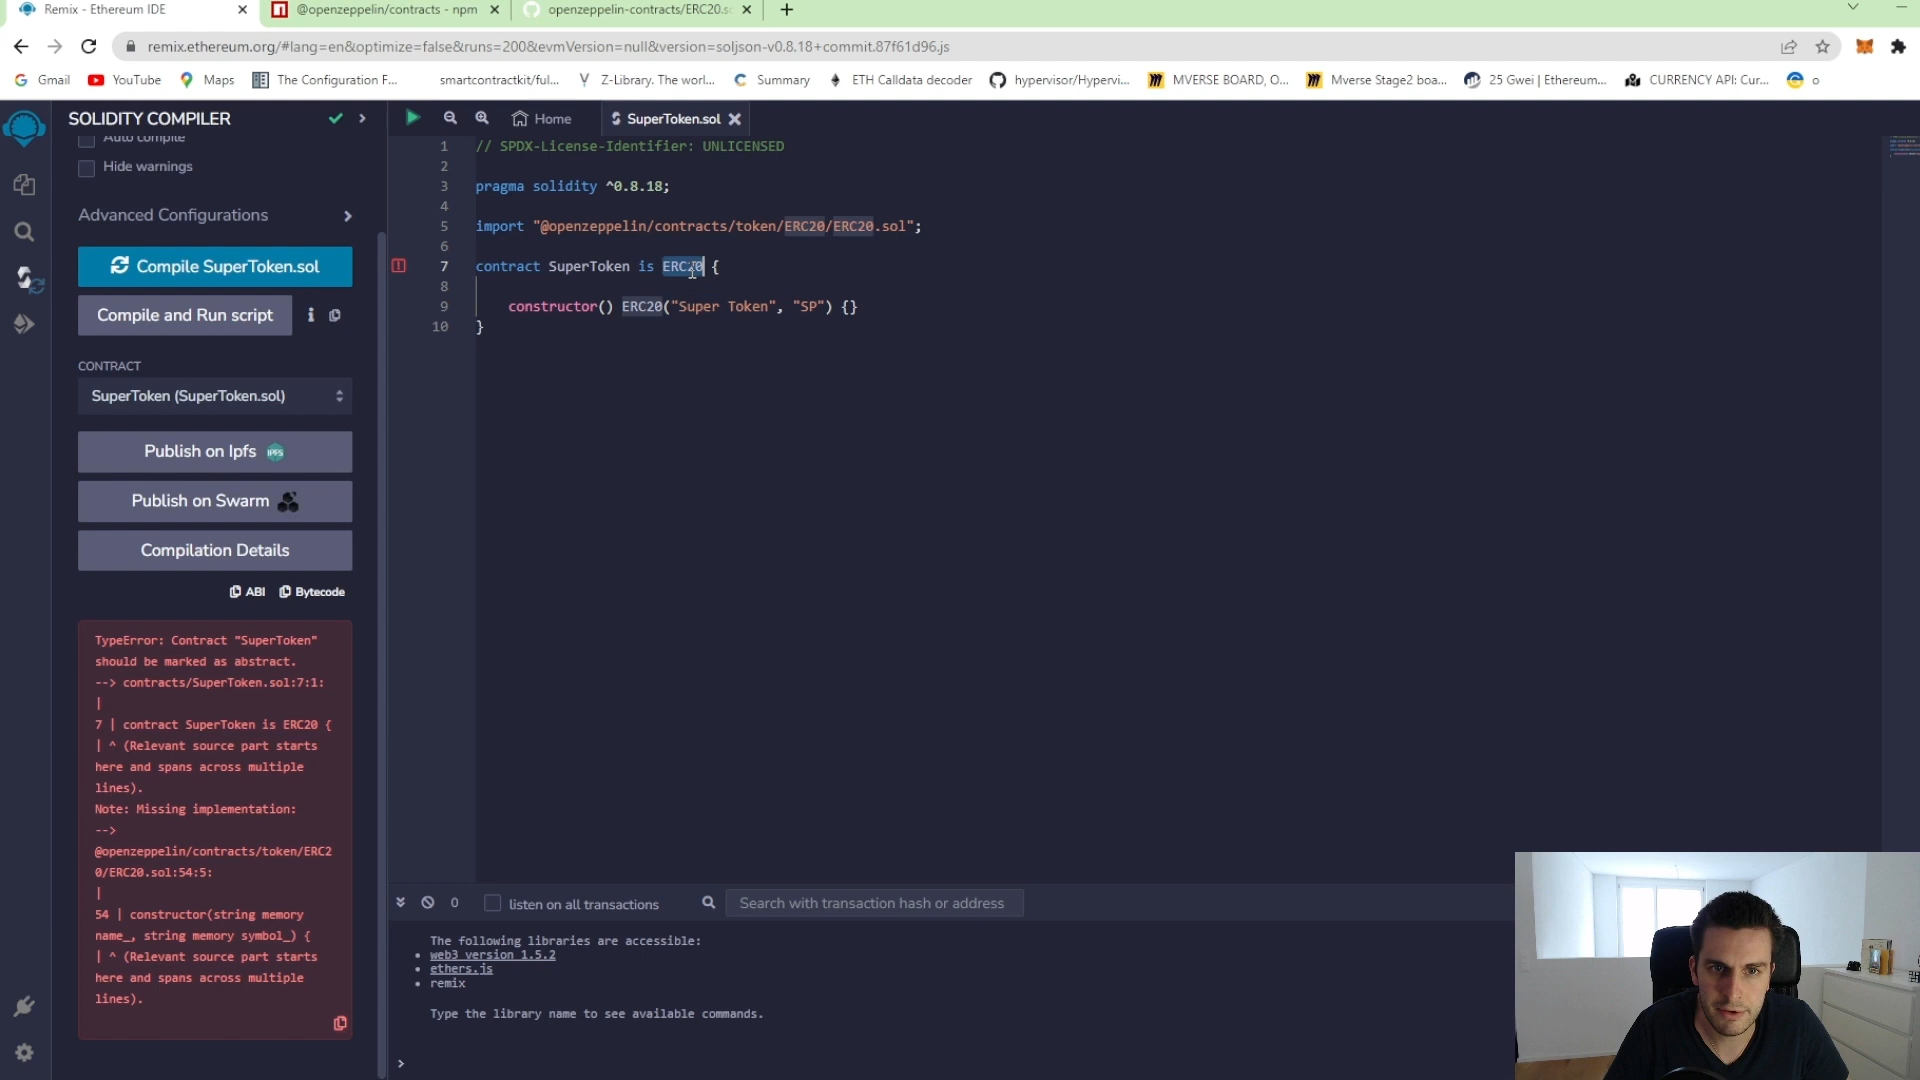 Remix - Ethereum IDE
@openzeppelin/contracts - npm
openzeppelin-contracts/ERC20.s
remix.ethereum.org/#lang=en&optimize=false&runs=200&evmVersion=null&version=soljson-v0.8.18+commit.87f61d96.js
Gmail
YouTube
Maps
The Configuration F...
smartcontractkit/ful...
Z-Library. The worl...
Summary
ETH Calldata decoder
hypervisor/Hypervi...
MVERSE BOARD, O...
Mverse Stage2 boa...
25 Gwei | Ethereum...
CURRENCY API: Cur...
o
SOLIDITY COMPILER
Auto compile
Hide warnings
Advanced Configurations
Compile SuperToken.sol
Compile and Run script
CONTRACT
SuperToken (SuperToken.sol)
Publish on Ipfs
IPFS
Publish on Swarm
Compilation Details
ABI
Bytecode
TypeError: Contract "SuperToken"
should be marked as abstract.
--> contracts/SuperToken.sol:7:1:
|
7 | contract SuperToken is ERC20 {
| ^ (Relevant source part starts
here and spans across multiple
lines).
Note: Missing implementation:
-->
@openzeppelin/contracts/token/ERC2
0/ERC20.sol:54:5:
|
54 | constructor(string memory
name_, string memory symbol_) {
| ^ (Relevant source part starts
here and spans across multiple
lines).
Home
SuperToken.sol
1 // SPDX-License-Identifier: UNLICENSED
2
3 pragma solidity ^0.8.18;
4
5 import "@openzeppelin/contracts/token/ERC20/ERC20.sol";
6
7 contract SuperToken is ERC20 {
8
9 constructor() ERC20("Super Token", "SP") {}
10 }
0
listen on all transactions
Search with transaction hash or address
The following libraries are accessible:
• web3 version 1.5.2
• ethers.js
• remix
Type the library name to see available commands.
>